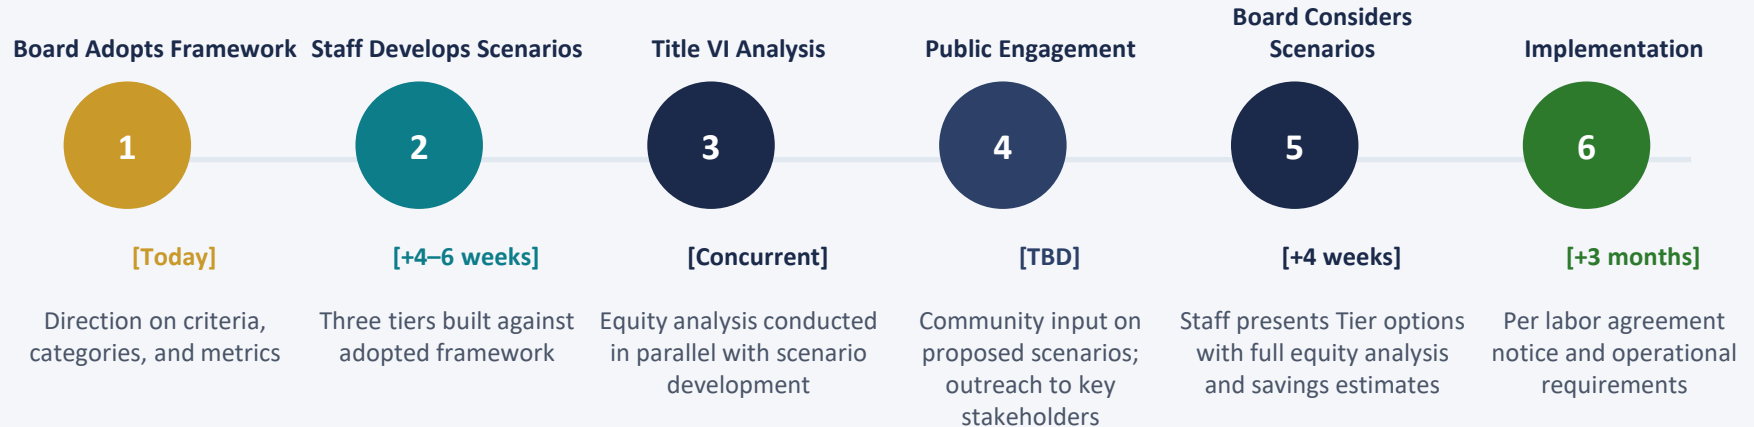 Board Adopts Framework
1
[Today]
Direction on criteria,
categories, and metrics
Staff Develops Scenarios
2
[+4–6 weeks]
Three tiers built against
adopted framework
Title VI Analysis
3
[Concurrent]
Equity analysis conducted
in parallel with scenario
development
Public Engagement
4
[TBD]
Community input on
proposed scenarios;
outreach to key
stakeholders
Board Considers
Scenarios
5
[+4 weeks]
Staff presents Tier options
with full equity analysis
and savings estimates
Implementation
6
[+3 months]
Per labor agreement
notice and operational
requirements